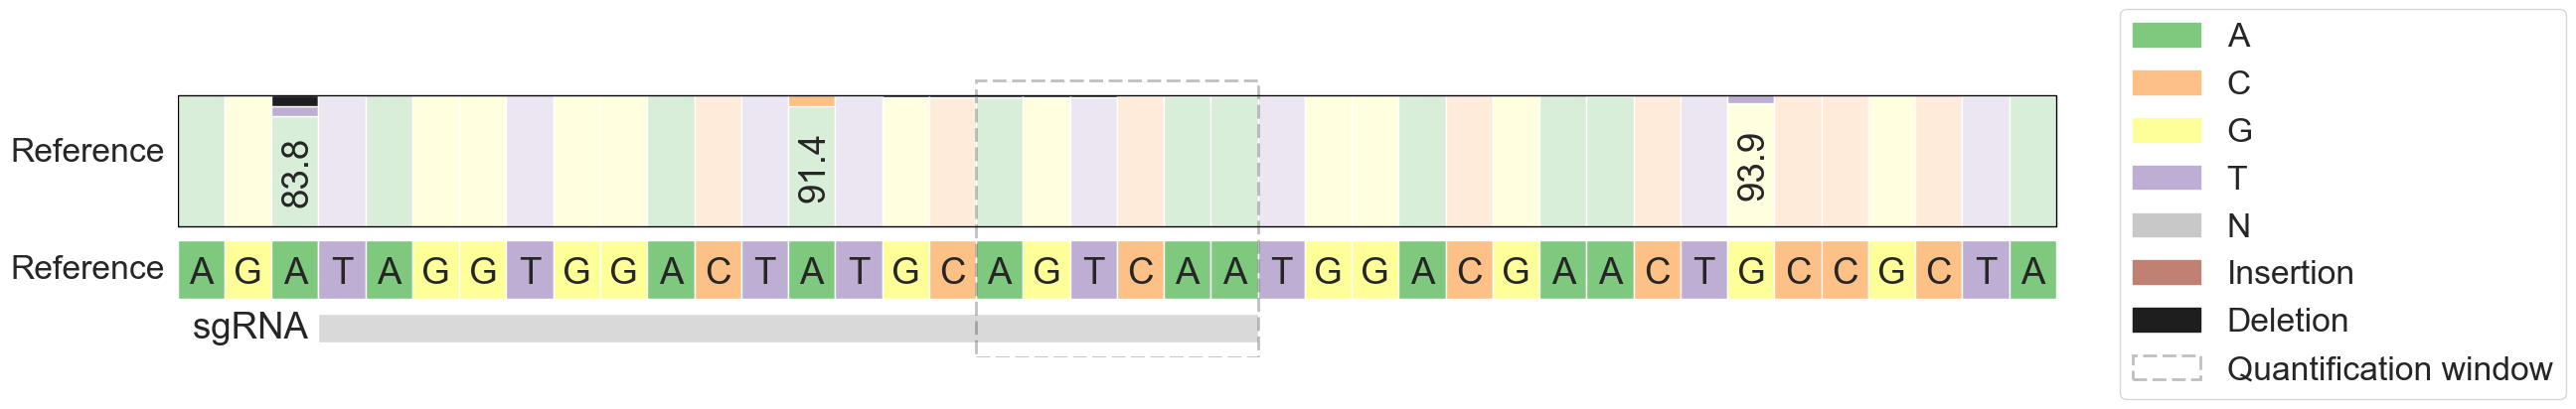 Reference
83.8 91.4 93.9
Reference A G A T A G G T G G A C T A T G C A G T C A A T G G A C G A A C T G C C G C T A
sgRNA
A
C
G
T
N
Insertion
Deletion
Quantification window